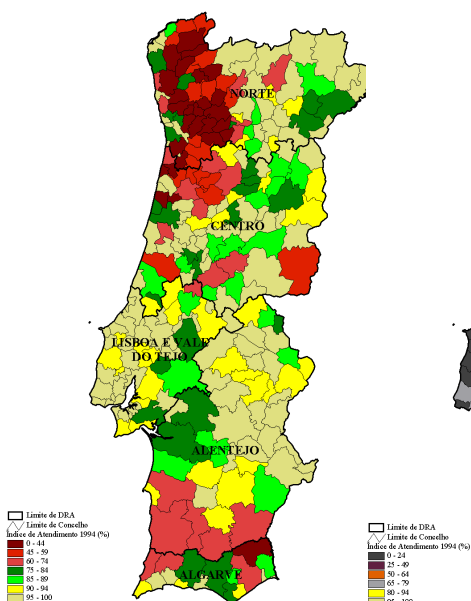 NORTE
CENTRO
LISBOA E VALE
DO TEJO
ALENTEJO
ALGARVE
Limite de DRA
Limite de Concelho
Índice de Atendimento 1994 (%)
0 - 44
45 - 59
60 - 74
75 - 84
85 - 89
90 - 94
95 - 100
Limite de DRA
Limite de Concelho
Índice de Atendimento 1994 (%)
0 - 24
25 - 49
50 - 64
65 - 79
80 - 94
95 - 100